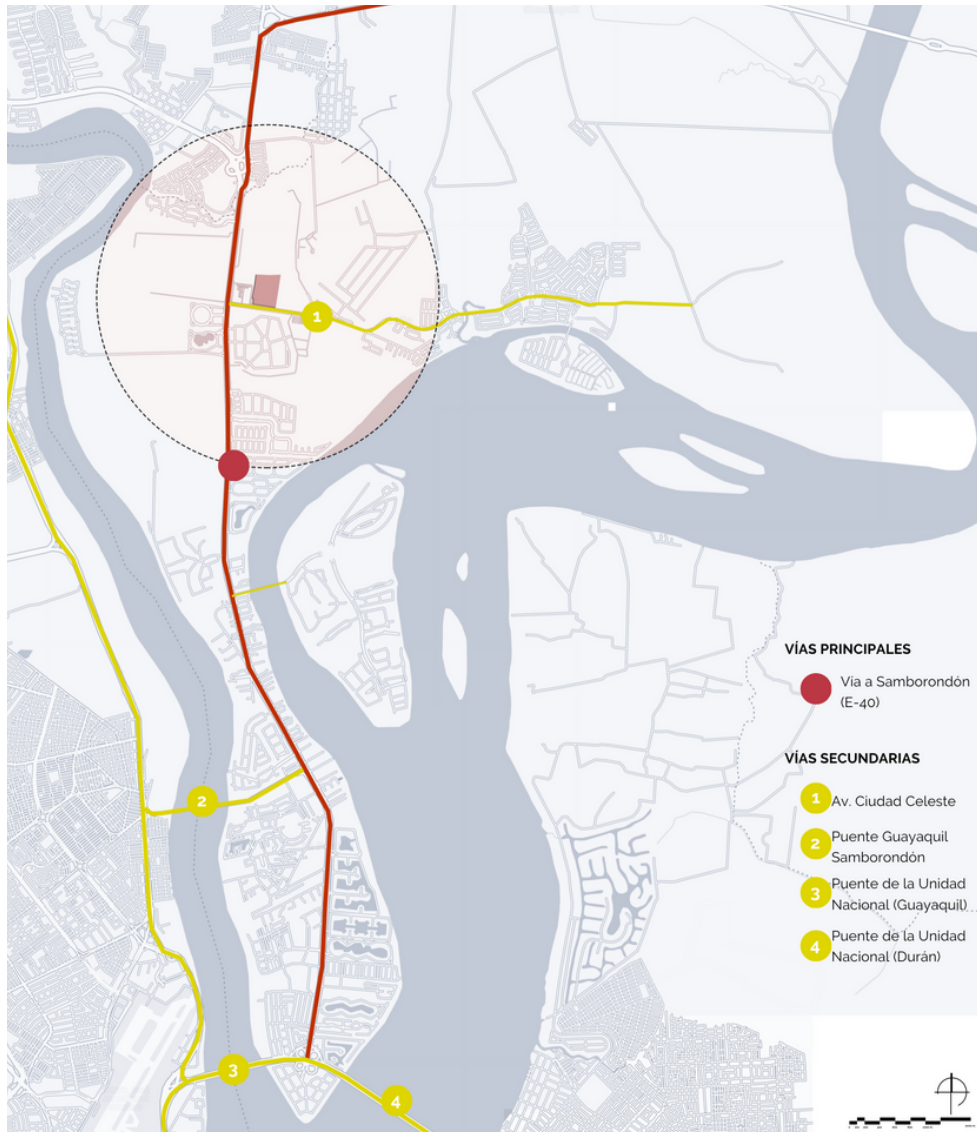 1
2
3
4
VÍAS PRINCIPALES
Vía a Samborondón
(E-40)
VÍAS SECUNDARIAS
1 Av. Ciudad Celeste
2 Puente Guayaquil
Samborondón
3 Puente de la Unidad
Nacional (Guayaquil)
4 Puente de la Unidad
Nacional (Durán)